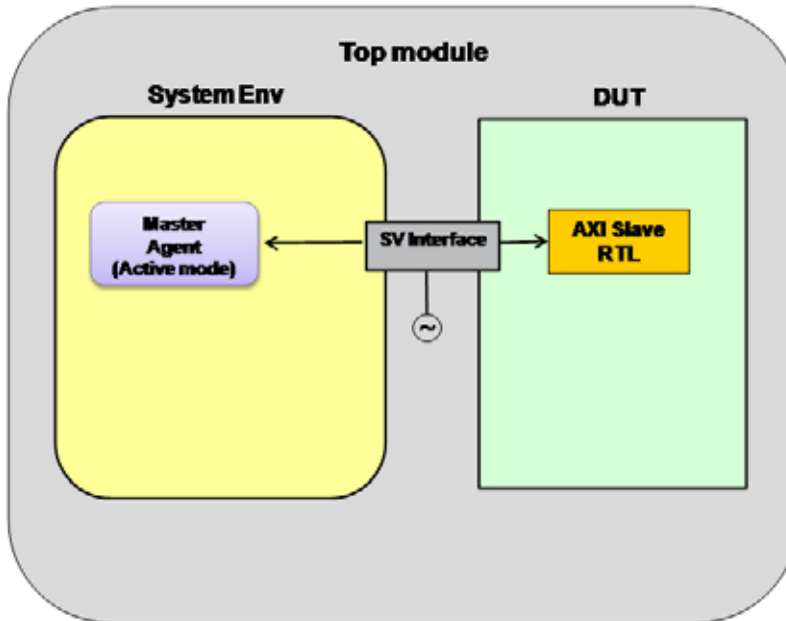 Top module
System Env
DUT
Master
Agent
(Active mode)
SV Interface
AXI Slave
RTL
~